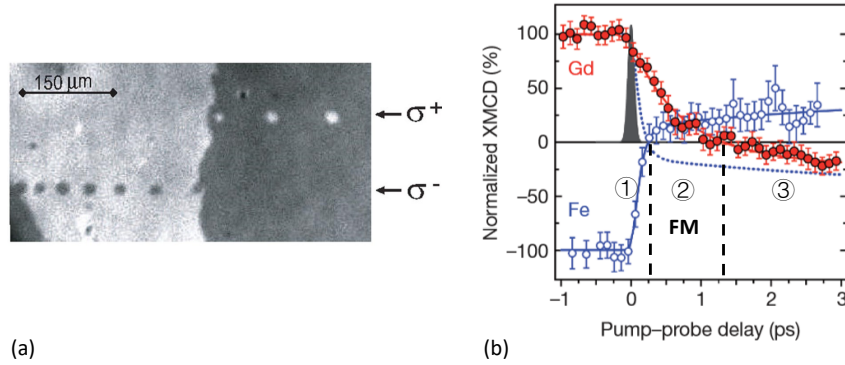 150 μm
σ+
σ-
(a)
(b)
Normalized XMCD (%)
100
50
0
−50
−100
Gd
Fe
①
②
③
FM
−1
0
1
2
3
Pump–probe delay (ps)